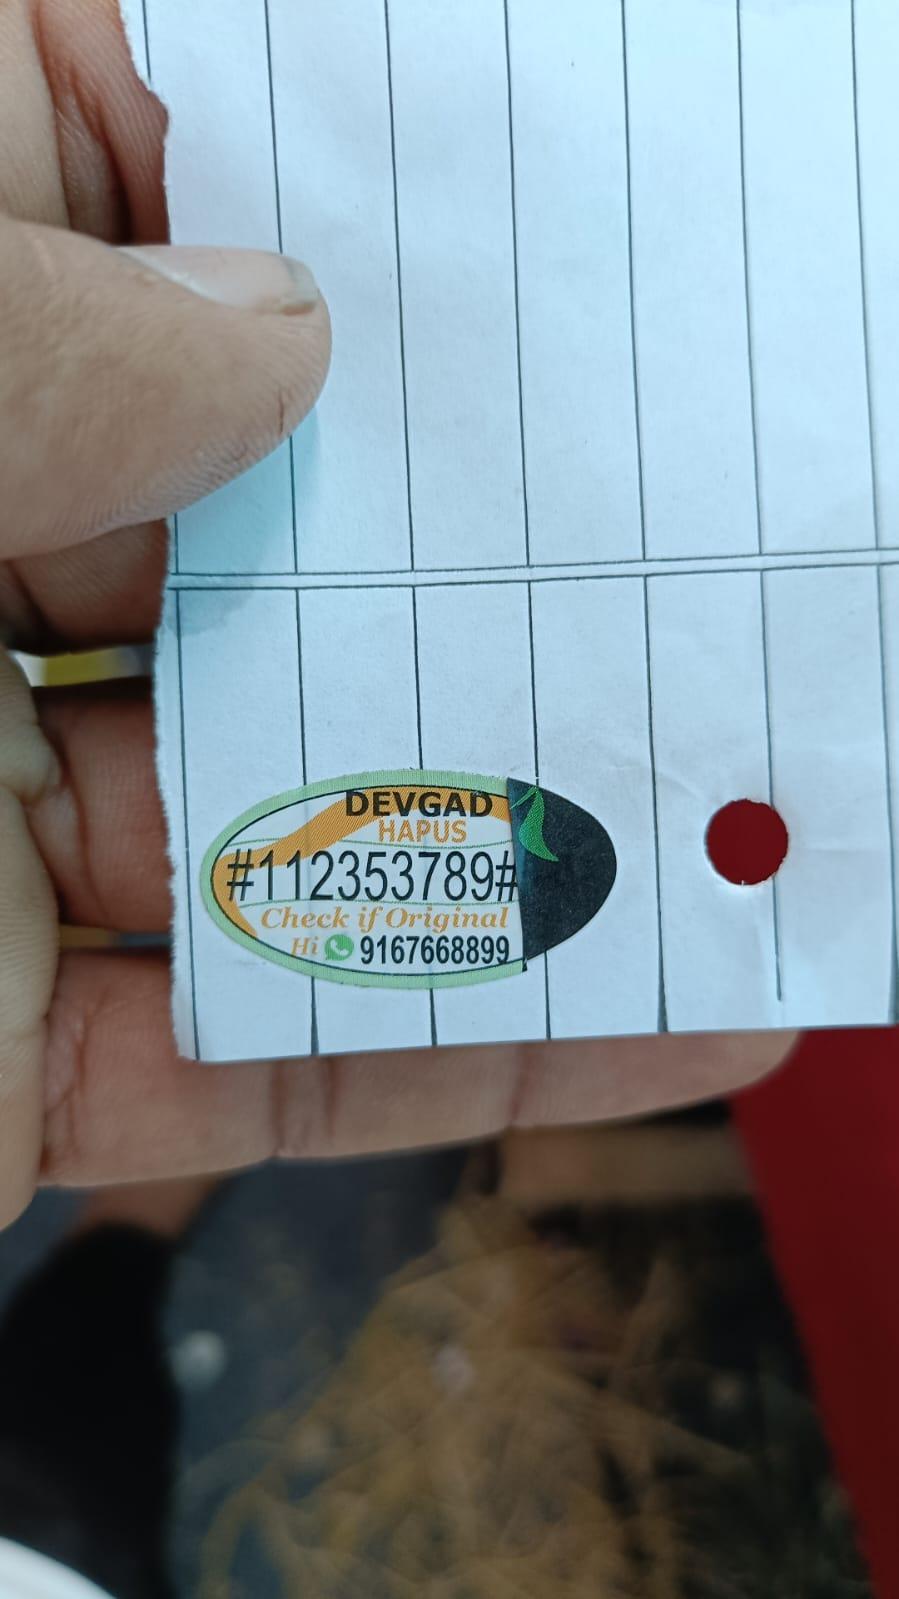 DEVGAD
HAPUS
#112353789#
Check if Original
Hi 9167668899